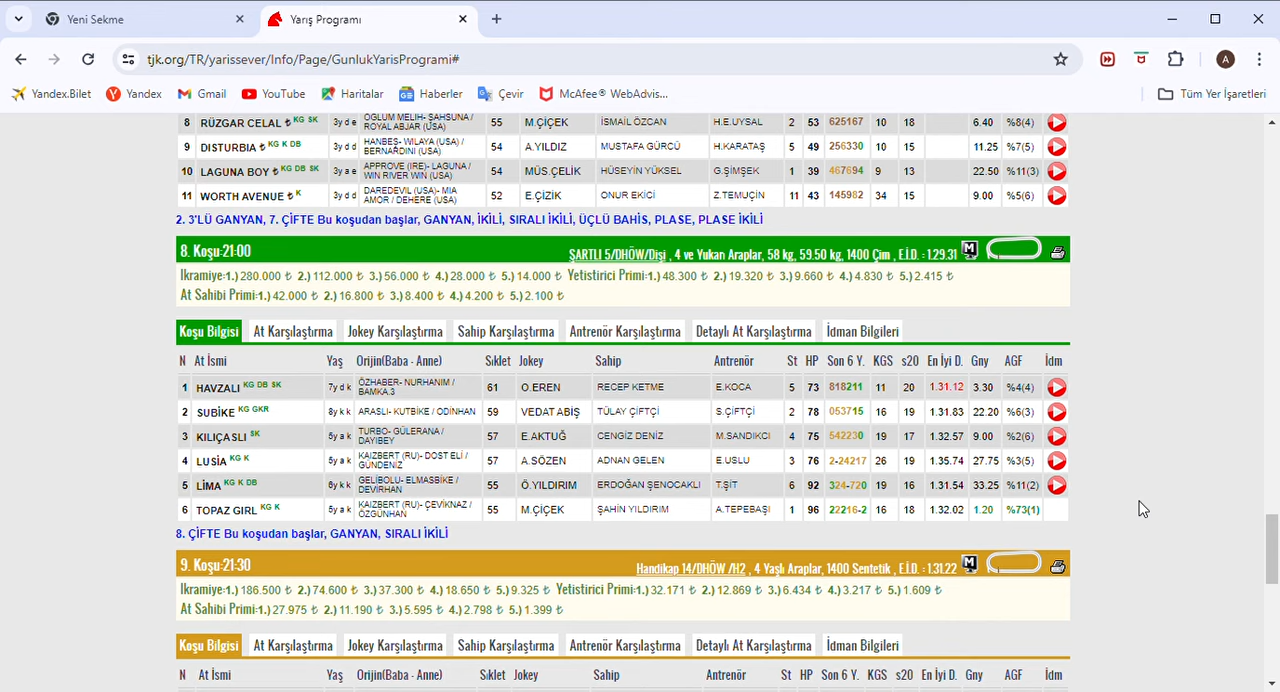 Yeni Sekme
Yarış Programı
tjk.org/TR/yarissever/Info/Page/GunlukYarisProgrami#
A
Yandex.Bilet Yandex Gmail YouTube Haritalar Haberler Çevir McAfee® WebAdvis... Tüm Yer İşaretleri
8 RÜZGAR CELAL ₺ KG SK 3y d e OĞLUM MELİH- SAHSUNA / ROYAL ABJAR (USA) 55 M.ÇİÇEK İSMAİL ÖZCAN H.E.UYSAL 2 53 625167 10 18 6.40 %8(4)
9 DISTURBIA ₺ KG K DB 3y d d HANBEŞ- WILAYA (USA) / BERNARDINI (USA) 54 A.YILDIZ MUSTAFA GÜRCÜ H.KARATAŞ 5 49 256330 10 15 11.25 %7(5)
10 LAGUNA BOY ₺ KG DB SK 3y a e APPROVE (IRE)- LAGUNA / WIN RIVER WIN (USA) 54 MÜS.ÇELİK HÜSEYİN YÜKSEL G.ŞİMŞEK 1 39 467694 9 13 22.50 %11(3)
11 WORTH AVENUE ₺ K 3y d d DAREDEVIL (USA)- MIA AMOR / DEHERE (USA) 52 E.ÇİZİK ONUR EKİCİ Z.TEMUÇİN 11 43 145982 34 15 9.00 %5(6)
2. 3'LÜ GANYAN, 7. ÇİFTE Bu koşudan başlar, GANYAN, İKİLİ, SIRALI İKİLİ, ÜÇLÜ BAHİS, PLASE, PLASE İKİLİ
8. Koşu:21:00 ŞARTLI 5/DHÖW/Dişi , 4 ve Yukarı Araplar, 58 kg, 59.50 kg, 1400 Çim , E.İ.D. : 1.29.31 M
İkramiye:1.) 280.000 ₺ 2.) 112.000 ₺ 3.) 56.000 ₺ 4.) 28.000 ₺ 5.) 14.000 ₺ Yetistirici Primi:1.) 48.300 ₺ 2.) 19.320 ₺ 3.) 9.660 ₺ 4.) 4.830 ₺ 5.) 2.415 ₺
At Sahibi Primi:1.) 42.000 ₺ 2.) 16.800 ₺ 3.) 8.400 ₺ 4.) 4.200 ₺ 5.) 2.100 ₺
Koşu Bilgisi At Karşılaştırma Jokey Karşılaştırma Sahip Karşılaştırma Antrenör Karşılaştırma Detaylı At Karşılaştırma İdman Bilgileri
N At İsmi Yaş Orijin(Baba - Anne) Sıklet Jokey Sahip Antrenör St HP Son 6 Y. KGS s20 En İyi D. Gny AGF İdm
1 HAVZALI KG DB SK 7y d k ÖZHABER- NURHANIM / BAMKA.3 61 O.EREN RECEP KETME E.KOCA 5 73 818211 11 20 1.31.12 3.30 %4(4)
2 SUBİKE KG GKR 8y k k ARASLI- KUTBİKE / ODİNHAN 59 VEDAT ABİŞ TÜLAY ÇİFTÇİ S.ÇİFTÇİ 2 78 053715 16 19 1.31.83 22.20 %6(3)
3 KILIÇASLI SK 5y a k TURBO- GÜLERANA / DAYIBEY 57 E.AKTUĞ CENGİZ DENİZ M.SANDIKCI 4 75 542230 19 17 1.32.57 9.00 %2(6)
4 LUSİA KG K 5y a k KAIZBERT (RU)- DOST ELİ / GÜNDENİZ 57 A.SÖZEN ADNAN GELEN E.USLU 3 76 2-24217 26 19 1.35.74 27.75 %3(5)
5 LİMA KG K DB 6y k k GELİBOLU- ELMASBİKE / DEVİRHAN 55 Ö.YILDIRIM ERDOĞAN ŞENOCAKLI T.ŞİT 6 92 324-720 19 16 1.31.54 33.25 %11(2)
6 TOPAZ GIRL KG K 5y a k KAIZBERT (RU)- ÇEVİKNAZ / ÖZGÜNHAN 55 M.ÇİÇEK ŞAHİN YILDIRIM A.TEPEBAŞI 1 96 22216-2 16 18 1.32.02 1.20 %73(1)
8. ÇİFTE Bu koşudan başlar, GANYAN, SIRALI İKİLİ
9. Koşu:21:30 Handikap 14/DHÖW /H2 , 4 Yaşlı Araplar, 1400 Sentetik , E.İ.D. : 1.31.22 M
İkramiye:1.) 186.500 ₺ 2.) 74.600 ₺ 3.) 37.300 ₺ 4.) 18.650 ₺ 5.) 9.325 ₺ Yetistirici Primi:1.) 32.171 ₺ 2.) 12.869 ₺ 3.) 6.434 ₺ 4.) 3.217 ₺ 5.) 1.609 ₺
At Sahibi Primi:1.) 27.975 ₺ 2.) 11.190 ₺ 3.) 5.595 ₺ 4.) 2.798 ₺ 5.) 1.399 ₺
Koşu Bilgisi At Karşılaştırma Jokey Karşılaştırma Sahip Karşılaştırma Antrenör Karşılaştırma Detaylı At Karşılaştırma İdman Bilgileri
N At İsmi Yaş Orijin(Baba - Anne) Sıklet Jokey Sahip Antrenör St HP Son 6 Y. KGS s20 En İyi D. Gny AGF İdm